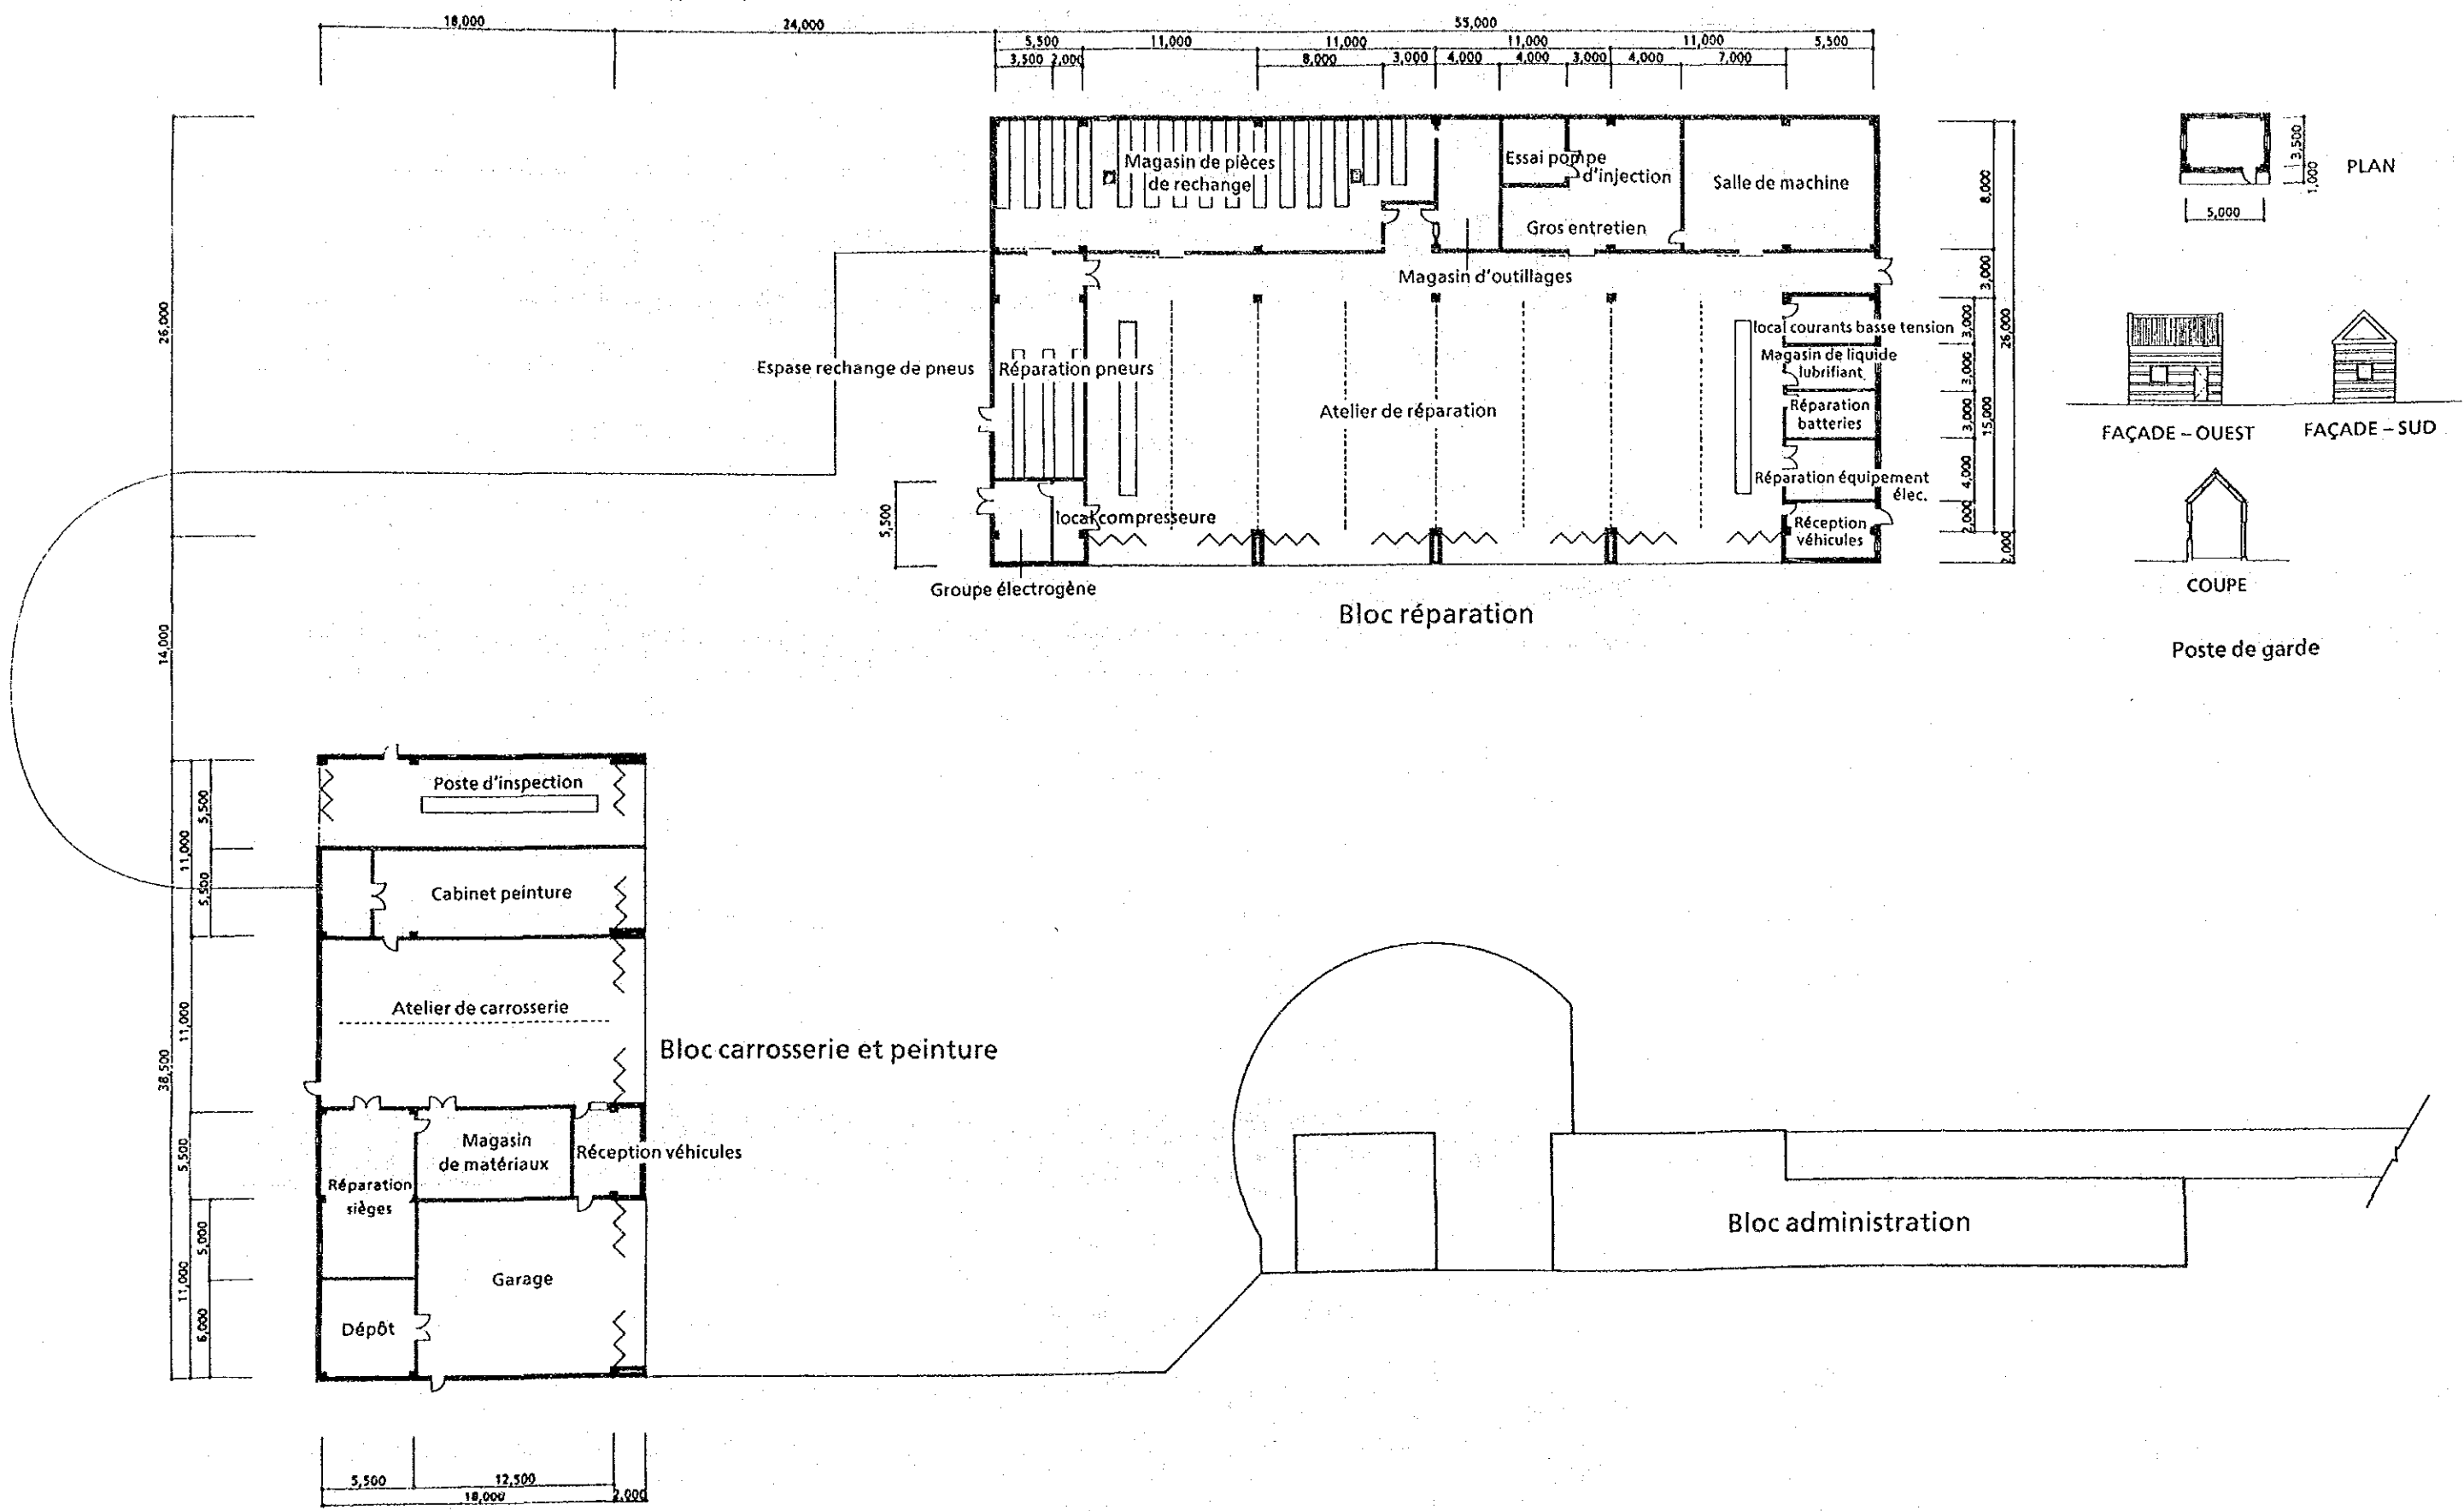 18,000
24,000
55,000
5,500
11,000
11,000
11,000
11,000
5,500
3,500
2,000
8,000
3,000
4,000
4,000
3,000
4,000
7,000
Magasin de pièces
de rechange
Essai pompe
d'injection
Gros entretien
Salle de machine
Magasin d'outillages
Espase rechange de pneus
Réparation pneurs
Atelier de réparation
local courants basse tension
Magasin de liquide
lubrifiant
Réparation
batteries
Réparation équipement
élec.
Réception
véhicules
local compresseure
Groupe électrogène
5,500
8,000
3,000
26,000
3,000
3,000
3,000
15,000
4,000
2,000
2,000
Bloc réparation
3,500
1,000
5,000
PLAN
FAÇADE – OUEST
FAÇADE – SUD
COUPE
Poste de garde
26,000
14,000
38,500
11,000
5,500
5,500
11,000
5,500
11,000
5,000
6,000
Poste d'inspection
Cabinet peinture
Atelier de carrosserie
Bloc carrosserie et peinture
Magasin
de matériaux
Réception véhicules
Réparation
sièges
Garage
Dépôt
Bloc administration
5,500
12,500
2,000
18,000